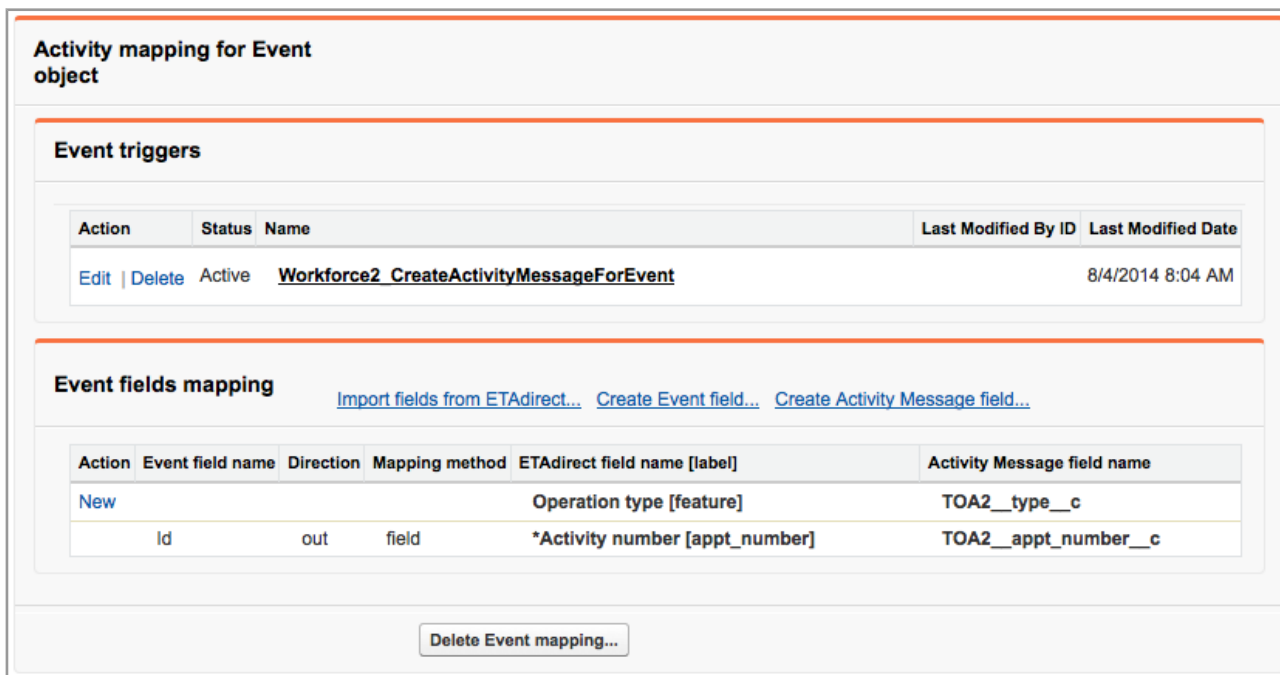 Activity mapping for Event
object
Event triggers
Action Status Name Last Modified By ID Last Modified Date
Edit | Delete Active Workforce2_CreateActivityMessageForEvent 8/4/2014 8:04 AM
Event fields mapping Import fields from ETAdirect... Create Event field... Create Activity Message field...
Action Event field name Direction Mapping method ETAdirect field name [label] Activity Message field name
New Operation type [feature] TOA2__type__c
Id out field *Activity number [appt_number] TOA2__appt_number__c
Delete Event mapping...